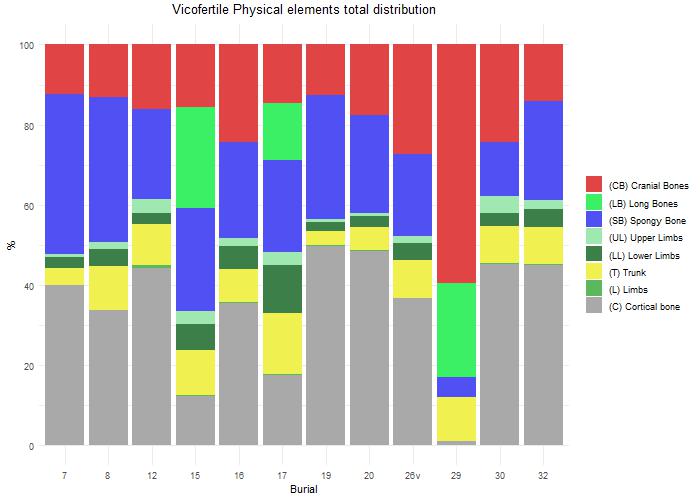 Vicofertile Physical elements total distribution
100
80
60
40
20
0
%
7 8 12 15 16 17 19 20 26v 29 30 32
Burial
(CB) Cranial Bones
(LB) Long Bones
(SB) Spongy Bone
(UL) Upper Limbs
(LL) Lower Limbs
(T) Trunk
(L) Limbs
(C) Cortical bone